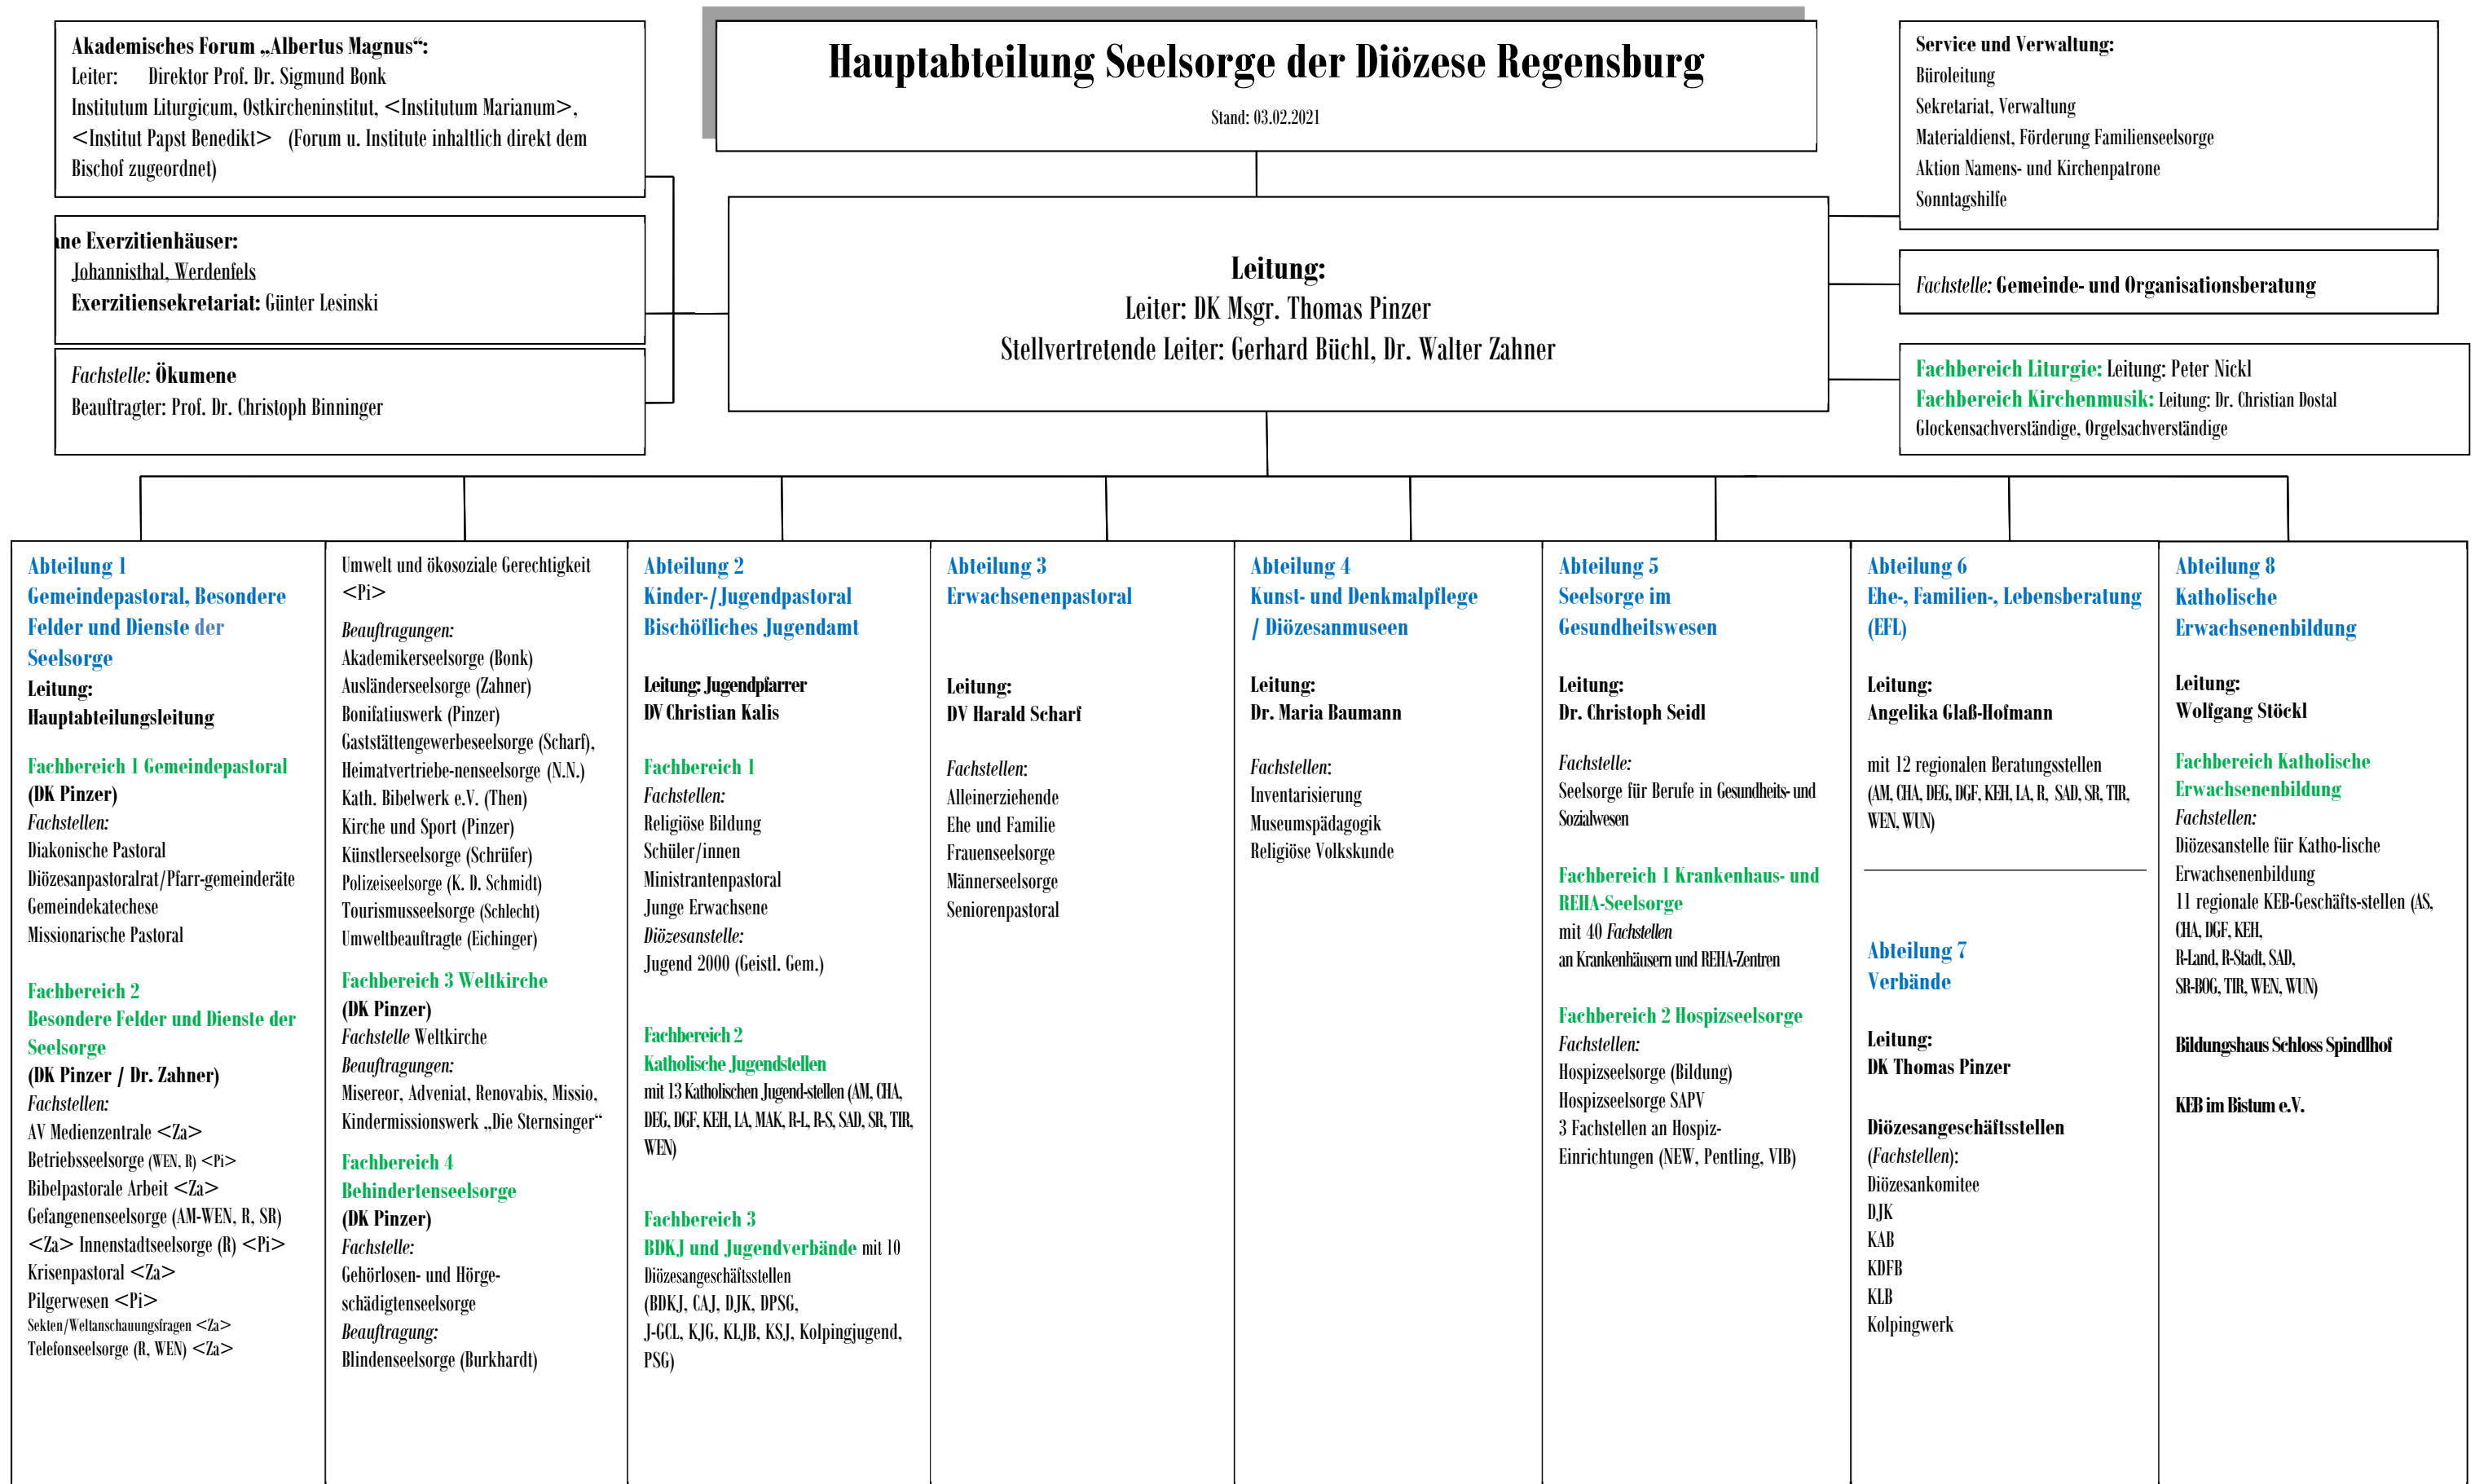 Akademisches Forum „Albertus Magnus“:
Leiter: Direktor Prof. Dr. Sigmund Bonk
Institutum Liturgicum, Ostkircheninstitut, <Institutum Marianum>,
<Institut Papst Benedikt> (Forum u. Institute inhaltlich direkt dem
Bischof zugeordnet)
ne Exerzitienhäuser:
Johannisthal, Werdenfels
Exerzitiensekretariat: Günter Lesinski
Fachstelle: Ökumene
Beauftragter: Prof. Dr. Christoph Binninger
Hauptabteilung Seelsorge der Diözese Regensburg
Stand: 03.02.2021
Leitung:
Leiter: DK Msgr. Thomas Pinzer
Stellvertretende Leiter: Gerhard Büchl, Dr. Walter Zahner
Service und Verwaltung:
Büroleitung
Sekretariat, Verwaltung
Materialdienst, Förderung Familienseelsorge
Aktion Namens- und Kirchenpatrone
Sonntagshilfe
Fachstelle: Gemeinde- und Organisationsberatung
Fachbereich Liturgie: Leitung: Peter Nickl
Fachbereich Kirchenmusik: Leitung: Dr. Christian Dostal
Glockensachverständige, Orgelsachverständige
Abteilung 1
Gemeindepastoral, Besondere
Felder und Dienste der
Seelsorge
Leitung:
Hauptabteilungsleitung
Fachbereich 1 Gemeindepastoral
(DK Pinzer)
Fachstellen:
Diakonische Pastoral
Diözesanpastoralrat/Pfarr-gemeinderäte
Gemeindekatechese
Missionarische Pastoral
Fachbereich 2
Besondere Felder und Dienste der
Seelsorge
(DK Pinzer / Dr. Zahner)
Fachstellen:
AV Medienzentrale <Za>
Betriebsseelsorge (WEN, R) <Pi>
Bibelpastorale Arbeit <Za>
Gefangenenseelsorge (AM-WEN, R, SR)
<Za> Innenstadtseelsorge (R) <Pi>
Krisenpastoral <Za>
Pilgerwesen <Pi>
Sekten/Weltanschauungsfragen <Za>
Telefonseelsorge (R, WEN) <Za>
Umwelt und ökosoziale Gerechtigkeit
<Pi>
Beauftragungen:
Akademikerseelsorge (Bonk)
Ausländerseelsorge (Zahner)
Bonifatiuswerk (Pinzer)
Gaststättengewerbeseelsorge (Scharf),
Heimatvertriebe-nenseelsorge (N.N.)
Kath. Bibelwerk e.V. (Then)
Kirche und Sport (Pinzer)
Künstlerseelsorge (Schrüfer)
Polizeiseelsorge (K. D. Schmidt)
Tourismusseelsorge (Schlecht)
Umweltbeauftragte (Eichinger)
Fachbereich 3 Weltkirche
(DK Pinzer)
Fachstelle Weltkirche
Beauftragungen:
Misereor, Adveniat, Renovabis, Missio,
Kindermissionswerk „Die Sternsinger“
Fachbereich 4
Behindertenseelsorge
(DK Pinzer)
Fachstelle:
Gehörlosen- und Hörge-
schädigtenseelsorge
Beauftragung:
Blindenseelsorge (Burkhardt)
Abteilung 2
Kinder-/Jugendpastoral
Bischöfliches Jugendamt
Leitung: Jugendpfarrer
DV Christian Kalis
Fachbereich 1
Fachstellen:
Religiöse Bildung
Schüler/innen
Ministrantenpastoral
Junge Erwachsene
Diözesanstelle:
Jugend 2000 (Geistl. Gem.)
Fachbereich 2
Katholische Jugendstellen
mit 13 Katholischen Jugend-stellen (AM, CHA,
DEG, DGF, KEH, LA, MAK, R-L, R-S, SAD, SR, TIR,
WEN)
Fachbereich 3
BDKJ und Jugendverbände mit 10
Diözesangeschäftsstellen
(BDKJ, CAJ, DJK, DPSG,
J-GCL, KJG, KLJB, KSJ, Kolpingjugend,
PSG)
Abteilung 3
Erwachsenenpastoral
Leitung:
DV Harald Scharf
Fachstellen:
Alleinerziehende
Ehe und Familie
Frauenseelsorge
Männerseelsorge
Seniorenpastoral
Abteilung 4
Kunst- und Denkmalpflege
/ Diözesanmuseen
Leitung:
Dr. Maria Baumann
Fachstellen:
Inventarisierung
Museumspädagogik
Religiöse Volkskunde
Abteilung 5
Seelsorge im
Gesundheitswesen
Leitung:
Dr. Christoph Seidl
Fachstelle:
Seelsorge für Berufe in Gesundheits- und
Sozialwesen
Fachbereich 1 Krankenhaus- und
REHA-Seelsorge
mit 40 Fachstellen
an Krankenhäusern und REHA-Zentren
Fachbereich 2 Hospizseelsorge
Fachstellen:
Hospizseelsorge (Bildung)
Hospizseelsorge SAPV
3 Fachstellen an Hospiz-
Einrichtungen (NEW, Pentling, VIB)
Abteilung 6
Ehe-, Familien-, Lebensberatung
(EFL)
Leitung:
Angelika Glaß-Hofmann
mit 12 regionalen Beratungsstellen
(AM, CHA, DEG, DGF, KEH, LA, R, SAD, SR, TIR,
WEN, WUN)
Abteilung 7
Verbände
Leitung:
DK Thomas Pinzer
Diözesangeschäftsstellen
(Fachstellen):
Diözesankomitee
DJK
KAB
KDFB
KLB
Kolpingwerk
Abteilung 8
Katholische
Erwachsenenbildung
Leitung:
Wolfgang Stöckl
Fachbereich Katholische
Erwachsenenbildung
Fachstellen:
Diözesanstelle für Katho-lische
Erwachsenenbildung
11 regionale KEB-Geschäfts-stellen (AS,
CHA, DGF, KEH,
R-Land, R-Stadt, SAD,
SR-BOG, TIR, WEN, WUN)
Bildungshaus Schloss Spindlhof
KEB im Bistum e.V.